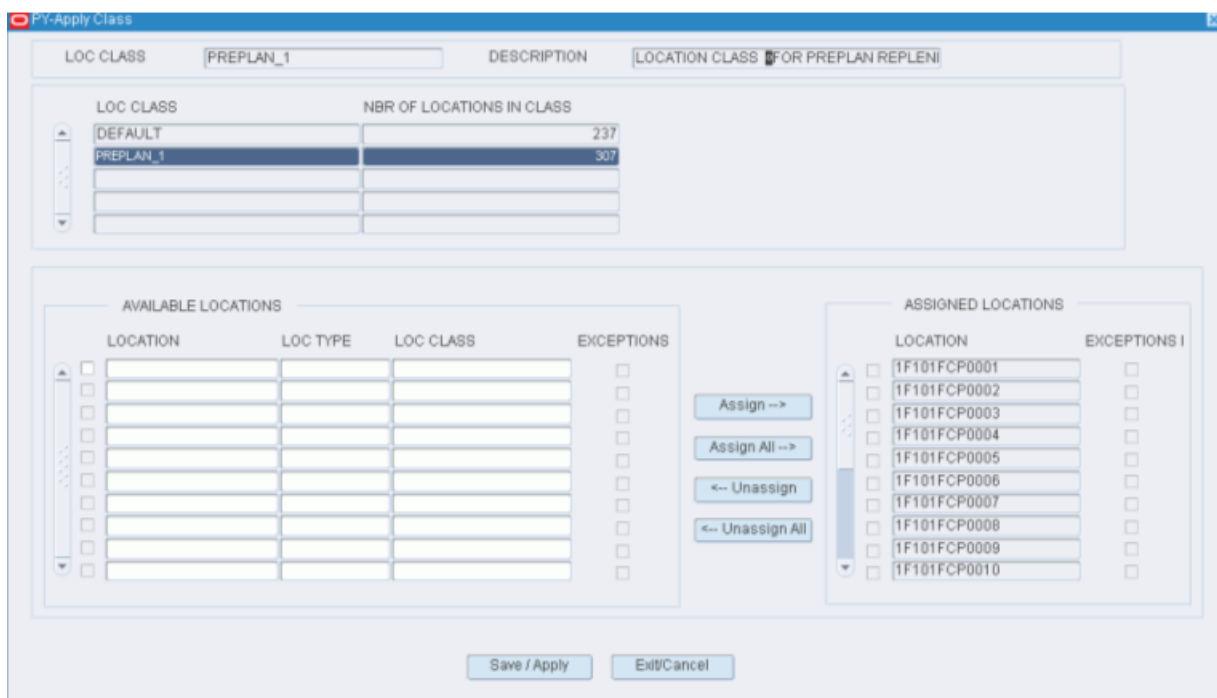 PY-Apply Class
LOC CLASS PREPLAN_1 DESCRIPTION LOCATION CLASS FOR PREPLAN REPLENI
LOC CLASS NBR OF LOCATIONS IN CLASS
DEFAULT 237
PREPLAN_1 307
AVAILABLE LOCATIONS
LOCATION LOC TYPE LOC CLASS EXCEPTIONS
Assign -->
Assign All -->
<-- Unassign
<-- Unassign All
ASSIGNED LOCATIONS
LOCATION EXCEPTIONS I
1F101FCP0001
1F101FCP0002
1F101FCP0003
1F101FCP0004
1F101FCP0005
1F101FCP0006
1F101FCP0007
1F101FCP0008
1F101FCP0009
1F101FCP0010
Save / Apply Exit/Cancel